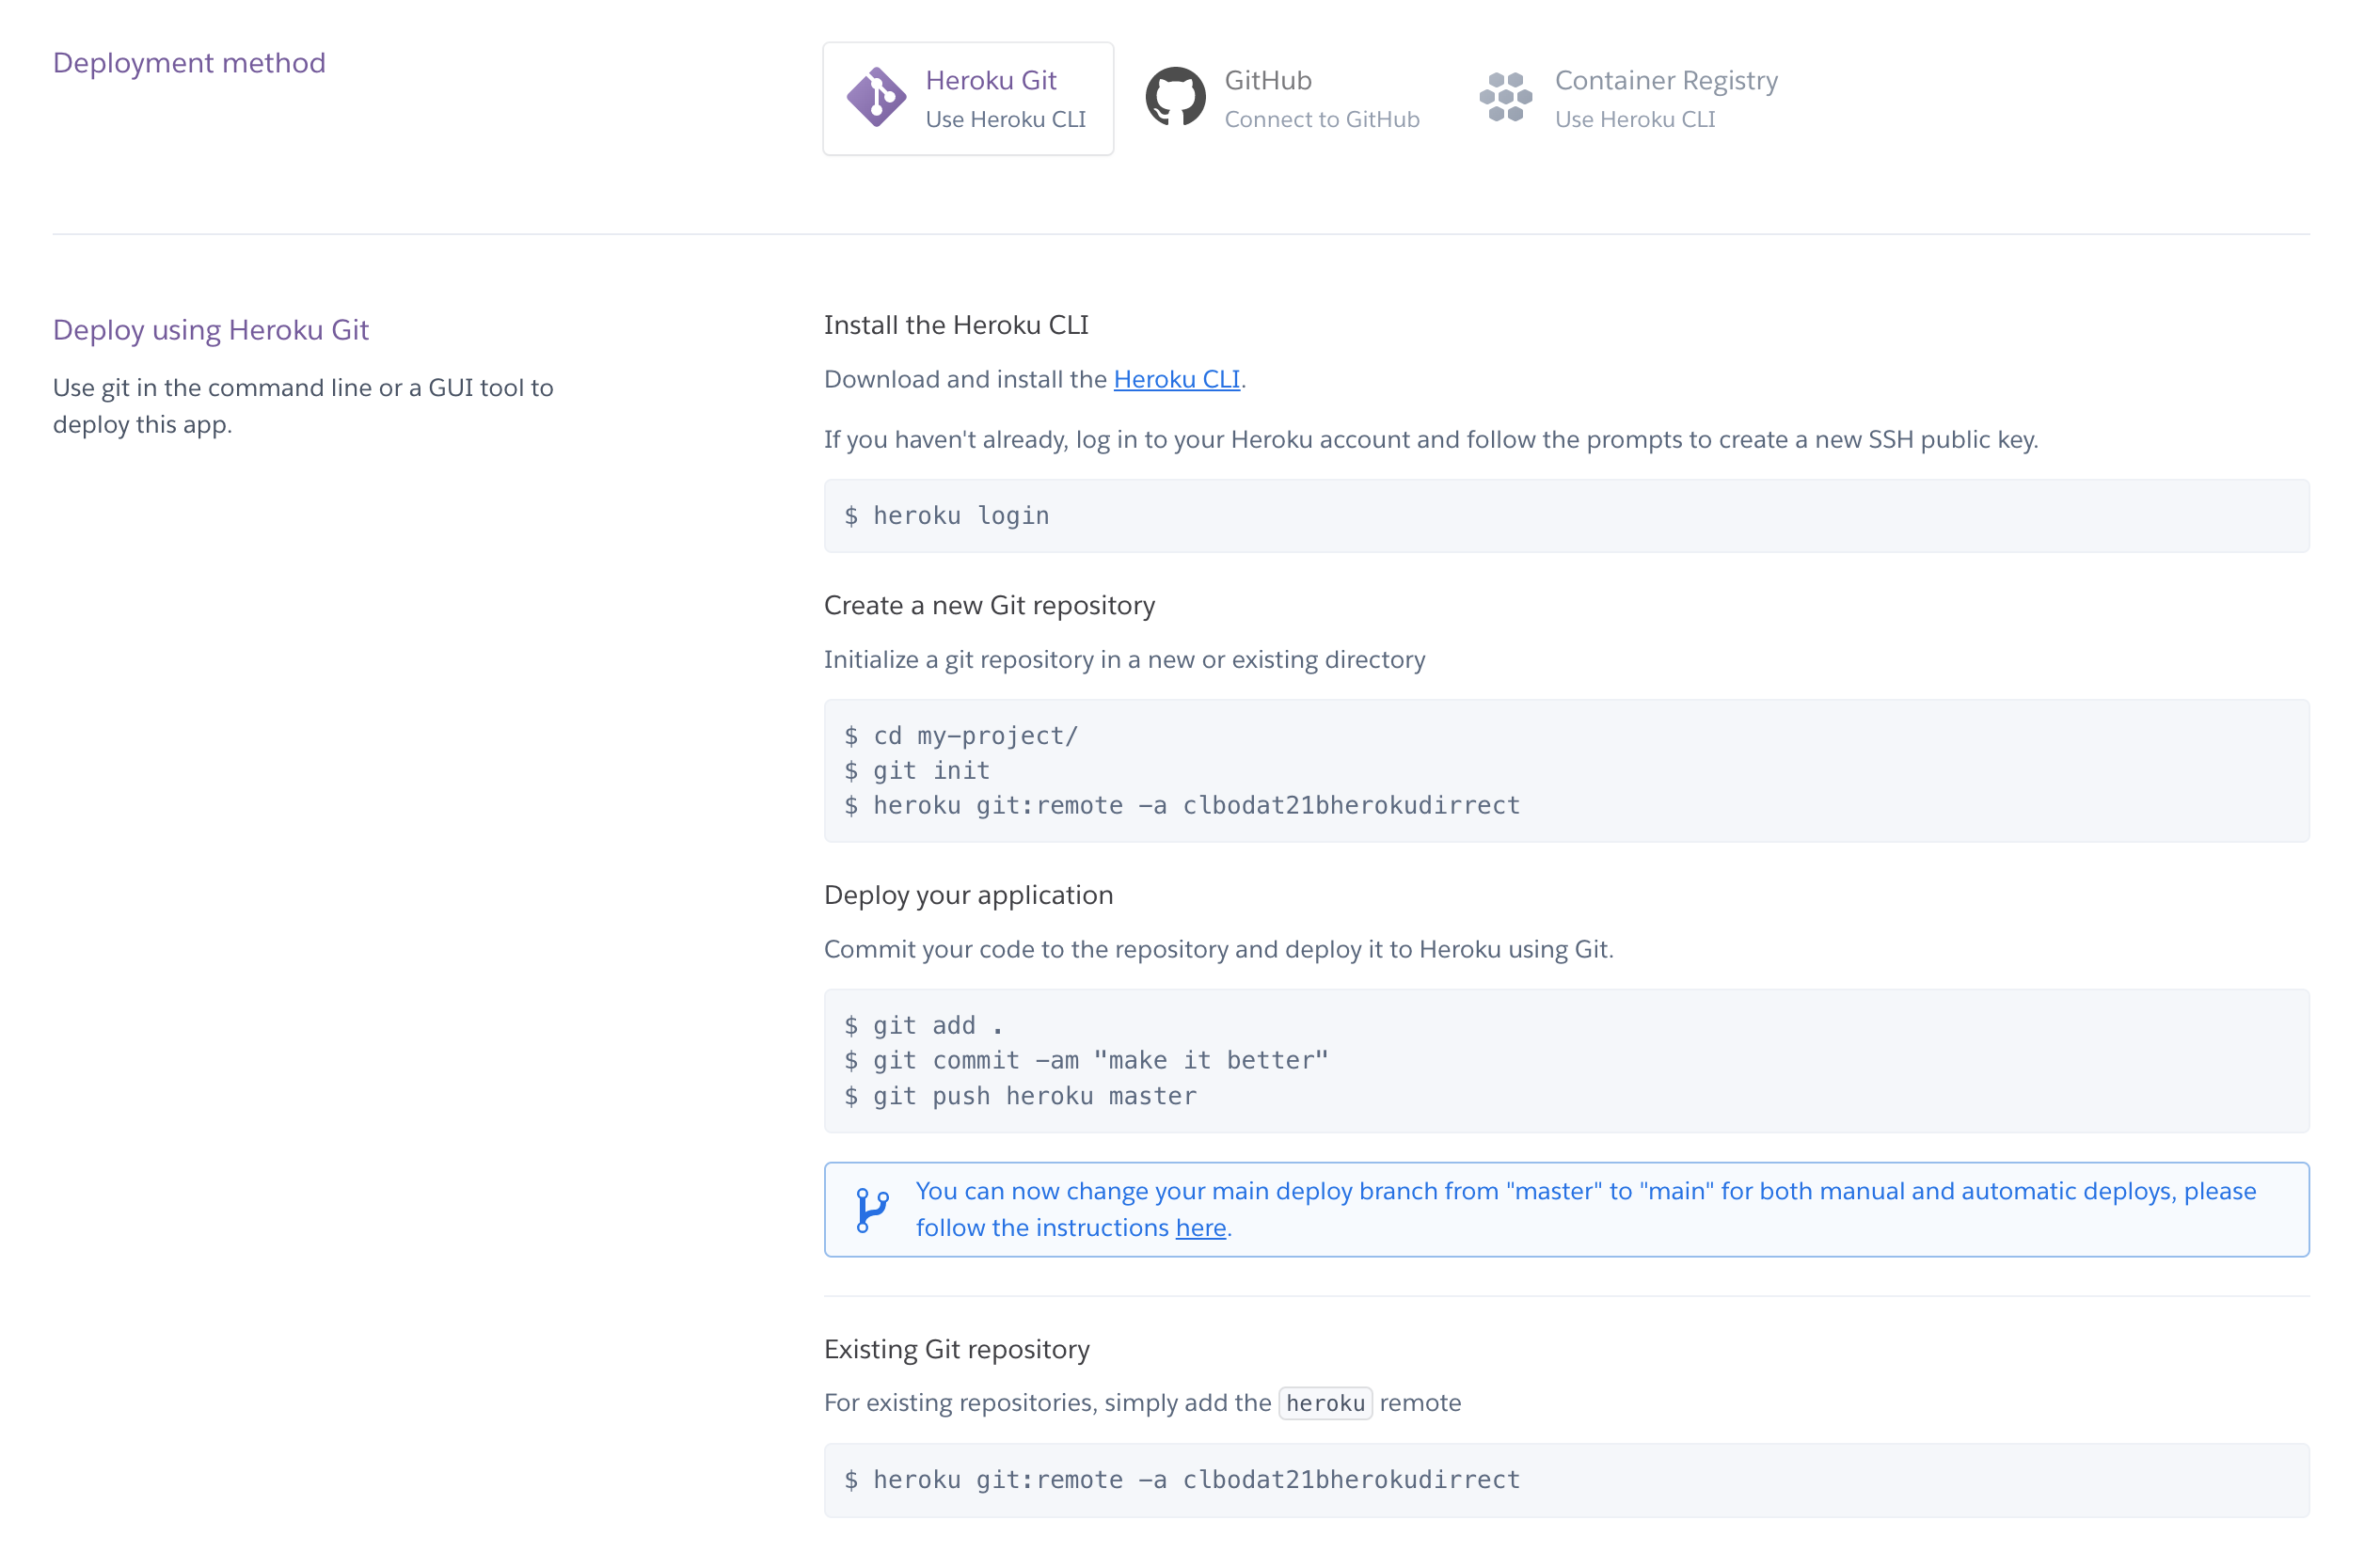 Deployment method
Heroku Git
Use Heroku CLI
GitHub
Connect to GitHub
Container Registry
Use Heroku CLI
Deploy using Heroku Git
Use git in the command line or a GUI tool to
deploy this app.
Install the Heroku CLI
Download and install the Heroku CLI.
If you haven't already, log in to your Heroku account and follow the prompts to create a new SSH public key.
$ heroku login
Create a new Git repository
Initialize a git repository in a new or existing directory
$ cd my-project/
$ git init
$ heroku git:remote -a clbodat21bherokudirrect
Deploy your application
Commit your code to the repository and deploy it to Heroku using Git.
$ git add .
$ git commit -am "make it better"
$ git push heroku master
You can now change your main deploy branch from "master" to "main" for both manual and automatic deploys, please
follow the instructions here.
Existing Git repository
For existing repositories, simply add the heroku remote
$ heroku git:remote -a clbodat21bherokudirrect